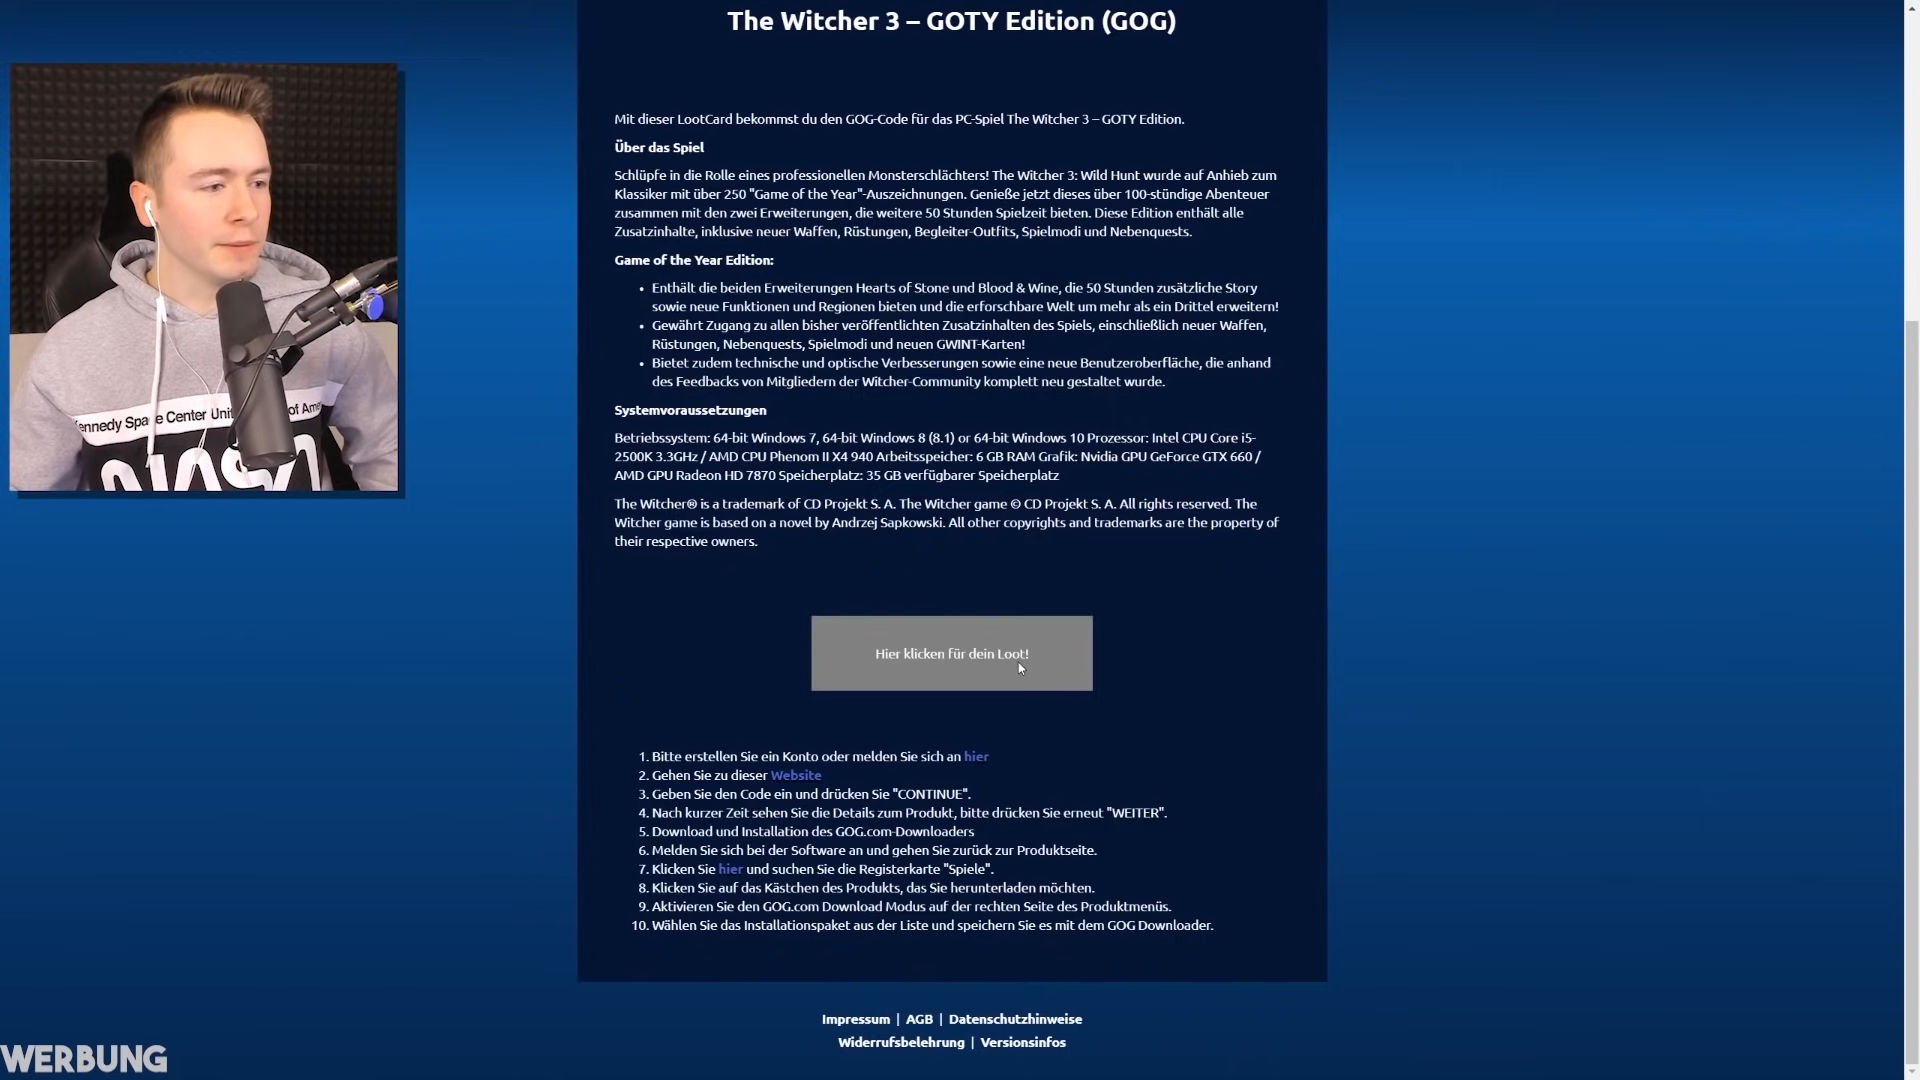 The Witcher 3 – GOTY Edition (GOG)
Mit dieser LootCard bekommst du den GOG-Code für das PC-Spiel The Witcher 3 – GOTY Edition.
Über das Spiel
Schlüpfe in die Rolle eines professionellen Monsterschlächters! The Witcher 3: Wild Hunt wurde auf Anhieb zum
Klassiker mit über 250 "Game of the Year"-Auszeichnungen. Genieße jetzt dieses über 100-stündige Abenteuer
zusammen mit den zwei Erweiterungen, die weitere 50 Stunden Spielzeit bieten. Diese Edition enthält alle
Zusatzinhalte, inklusive neuer Waffen, Rüstungen, Begleiter-Outfits, Spielmodi und Nebenquests.
Game of the Year Edition:
• Enthält die beiden Erweiterungen Hearts of Stone und Blood & Wine, die 50 Stunden zusätzliche Story
sowie neue Funktionen und Regionen bieten und die erforschbare Welt um mehr als ein Drittel erweitern!
• Gewährt Zugang zu allen bisher veröffentlichten Zusatzinhalten des Spiels, einschließlich neuer Waffen,
Rüstungen, Nebenquests, Spielmodi und neuen GWINT-Karten!
• Bietet zudem technische und optische Verbesserungen sowie eine neue Benutzeroberfläche, die anhand
des Feedbacks von Mitgliedern der Witcher-Community komplett neu gestaltet wurde.
Systemvoraussetzungen
Betriebssystem: 64-bit Windows 7, 64-bit Windows 8 (8.1) or 64-bit Windows 10 Prozessor: Intel CPU Core i5-
2500K 3.3GHz / AMD CPU Phenom II X4 940 Arbeitsspeicher: 6 GB RAM Grafik: Nvidia GPU GeForce GTX 660 /
AMD GPU Radeon HD 7870 Speicherplatz: 35 GB verfügbarer Speicherplatz
The Witcher® is a trademark of CD Projekt S. A. The Witcher game © CD Projekt S. A. All rights reserved. The
Witcher game is based on a novel by Andrzej Sapkowski. All other copyrights and trademarks are the property of
their respective owners.
Hier klicken für dein Loot!
1. Bitte erstellen Sie ein Konto oder melden Sie sich an hier
2. Gehen Sie zu dieser Website
3. Geben Sie den Code ein und drücken Sie "CONTINUE".
4. Nach kurzer Zeit sehen Sie die Details zum Produkt, bitte drücken Sie erneut "WEITER".
5. Download und Installation des GOG.com-Downloaders
6. Melden Sie sich bei der Software an und gehen Sie zurück zur Produktseite.
7. Klicken Sie hier und suchen Sie die Registerkarte "Spiele".
8. Klicken Sie auf das Kästchen des Produkts, das Sie herunterladen möchten.
9. Aktivieren Sie den GOG.com Download Modus auf der rechten Seite des Produktmenüs.
10. Wählen Sie das Installationspaket aus der Liste und speichern Sie es mit dem GOG Downloader.
Impressum | AGB | Datenschutzhinweise
Widerrufsbelehrung | Versionsinfos
Kennedy Space Center Unit of Ame
WERBUNG